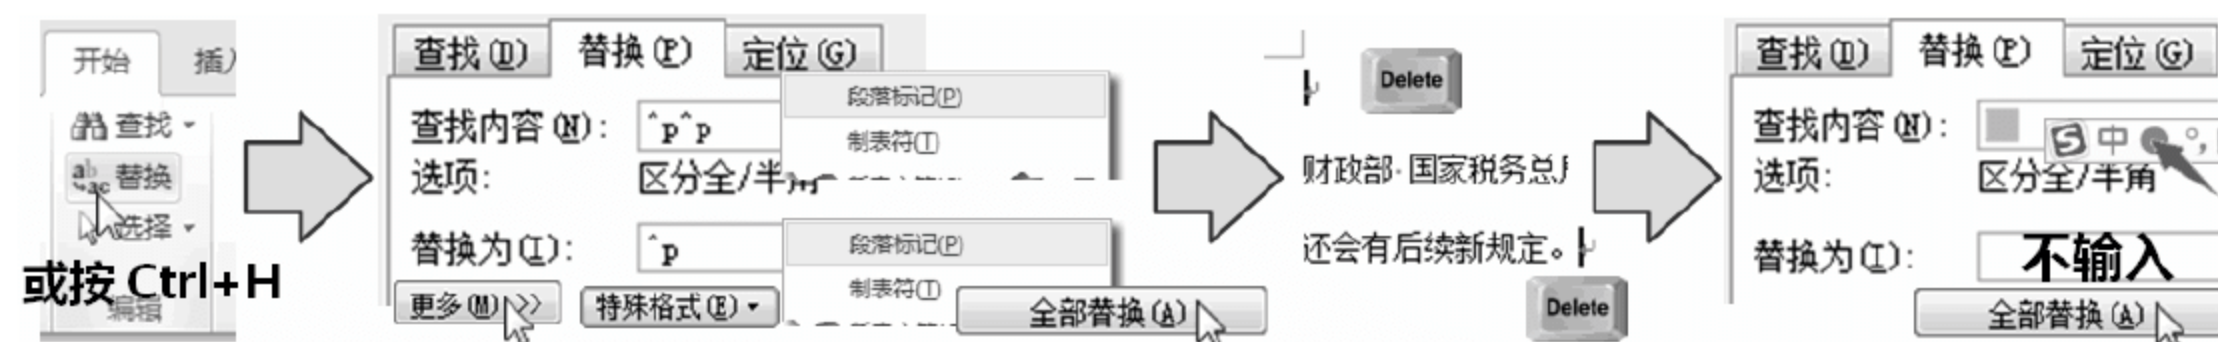 开始
插
查找
替换
选择
或按 Ctrl+H
编辑
查找(D) 替换(P) 定位(G)
查找内容(N): ^p^p
选项: 区分全/半角
替换为(I): ^p
更多(M) >>
特殊格式(E)
段落标记(P)
制表符(T)
段落标记(P)
制表符(T)
全部替换(A)
Delete
财政部·国家税务总
还会有后续新规定。
Delete
查找(D) 替换(P) 定位(G)
查找内容(N):
S 中 °,
选项: 区分全/半角
替换为(I): 不输入
全部替换(A)